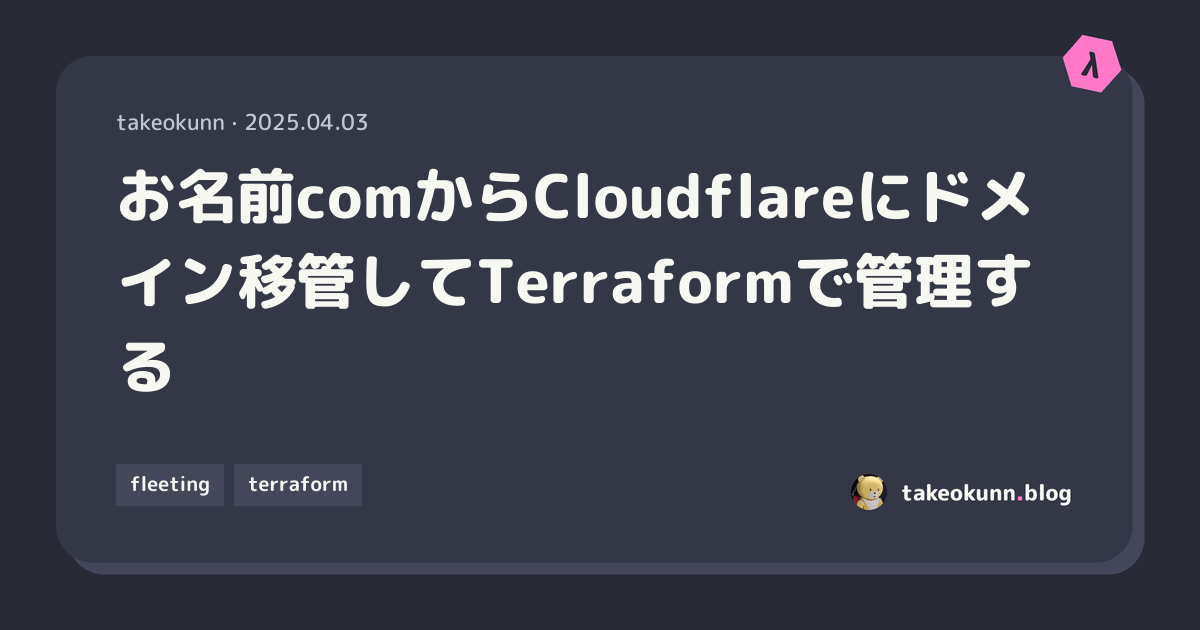 λ
takeokunn · 2025.04.03
お名前comからCloudflareにドメ
イン移管してTerraformで管理す
る
fleeting terraform
takeokunn.blog